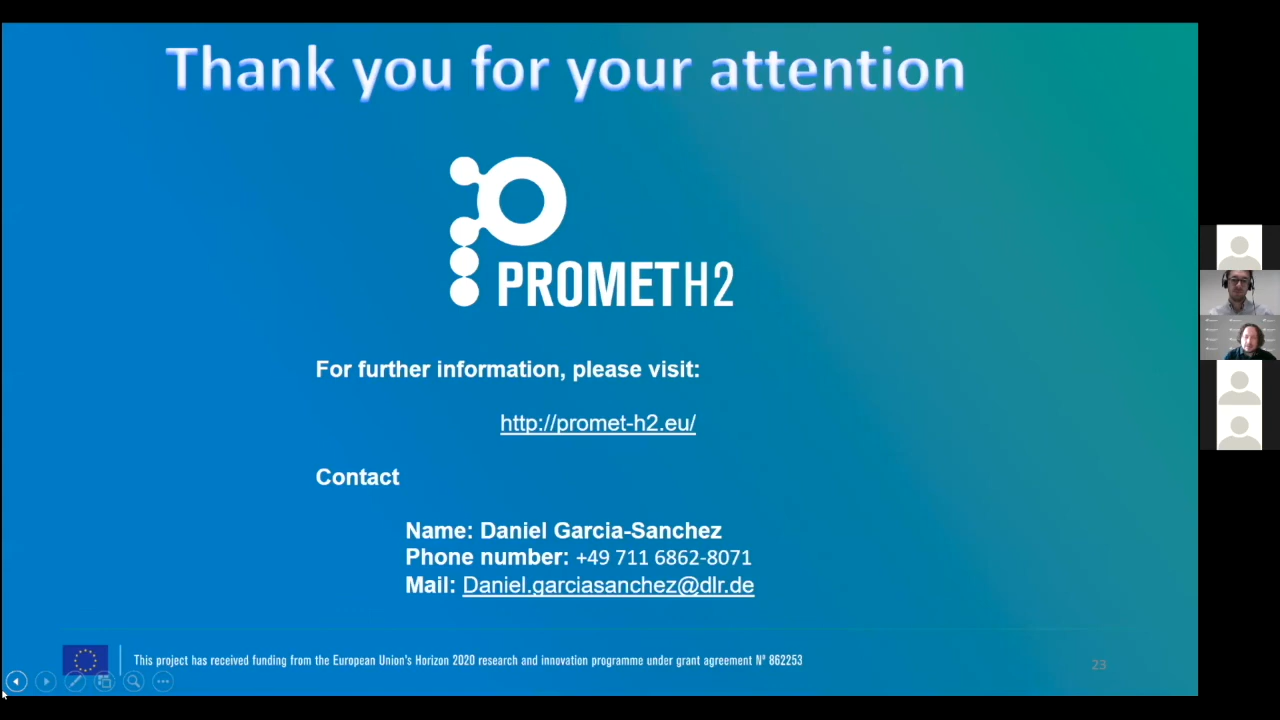 Thank you for your attention
PROMETH2
For further information, please visit:
http://promet-h2.eu/
Contact
Name: Daniel Garcia-Sanchez
Phone number: +49 711 6862-8071
Mail: Daniel.garciasanchez@dlr.de
This project has received funding from the European Union's Horizon 2020 research and innovation programme under grant agreement Nº 862253
23